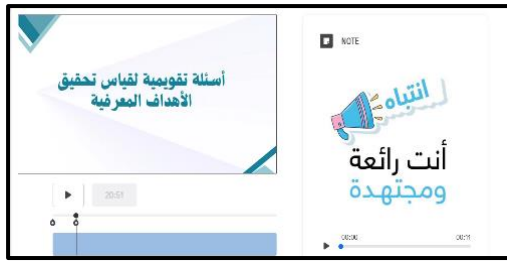 أسئلة تقويمية لقياس تحقيق
الأهداف المعرفية
20:51
NOTE
انتباه
أنت رائعة
ومجتهدة
00:00
00:11